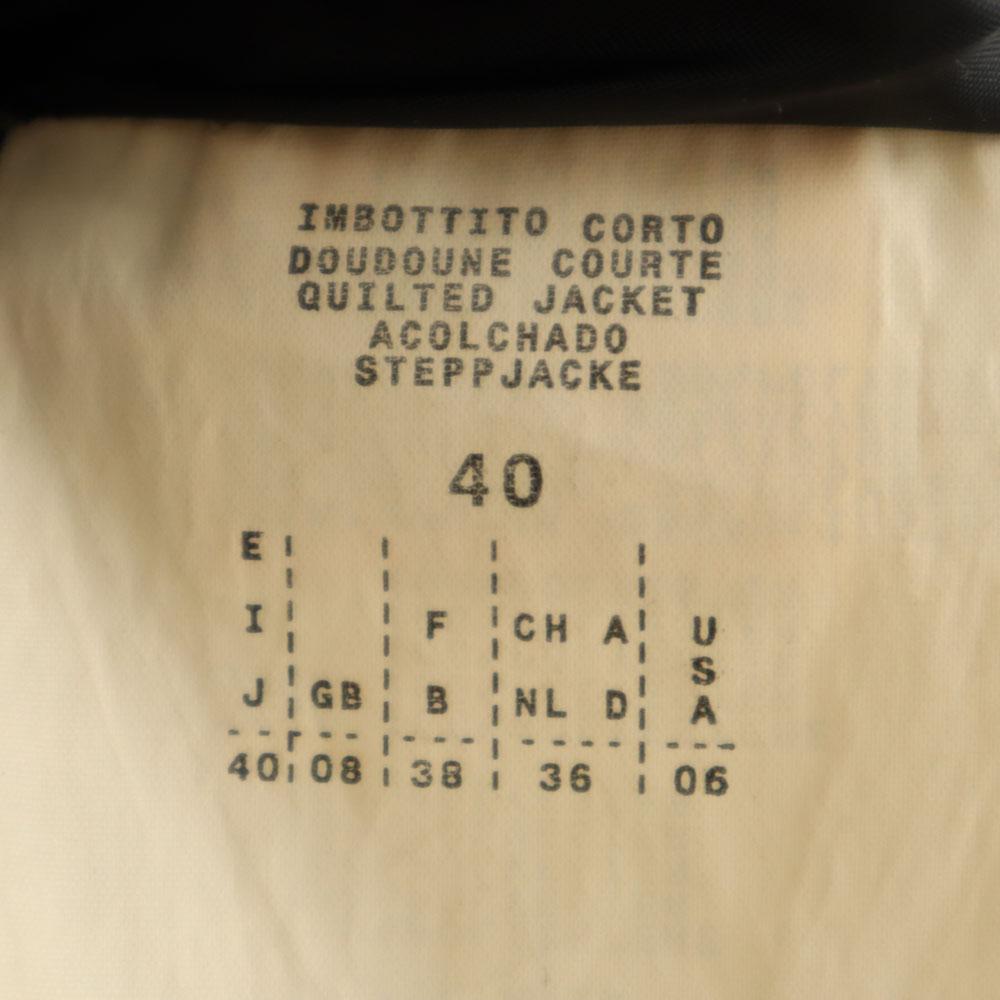 IMBOTTITO CORTO
DOUDOUNE COURTE
QUILTED JACKET
ACOLCHADO
STEPPJACKE
40
E
I F CH A U
S
J GB B NL D A
40 08 38 36 06